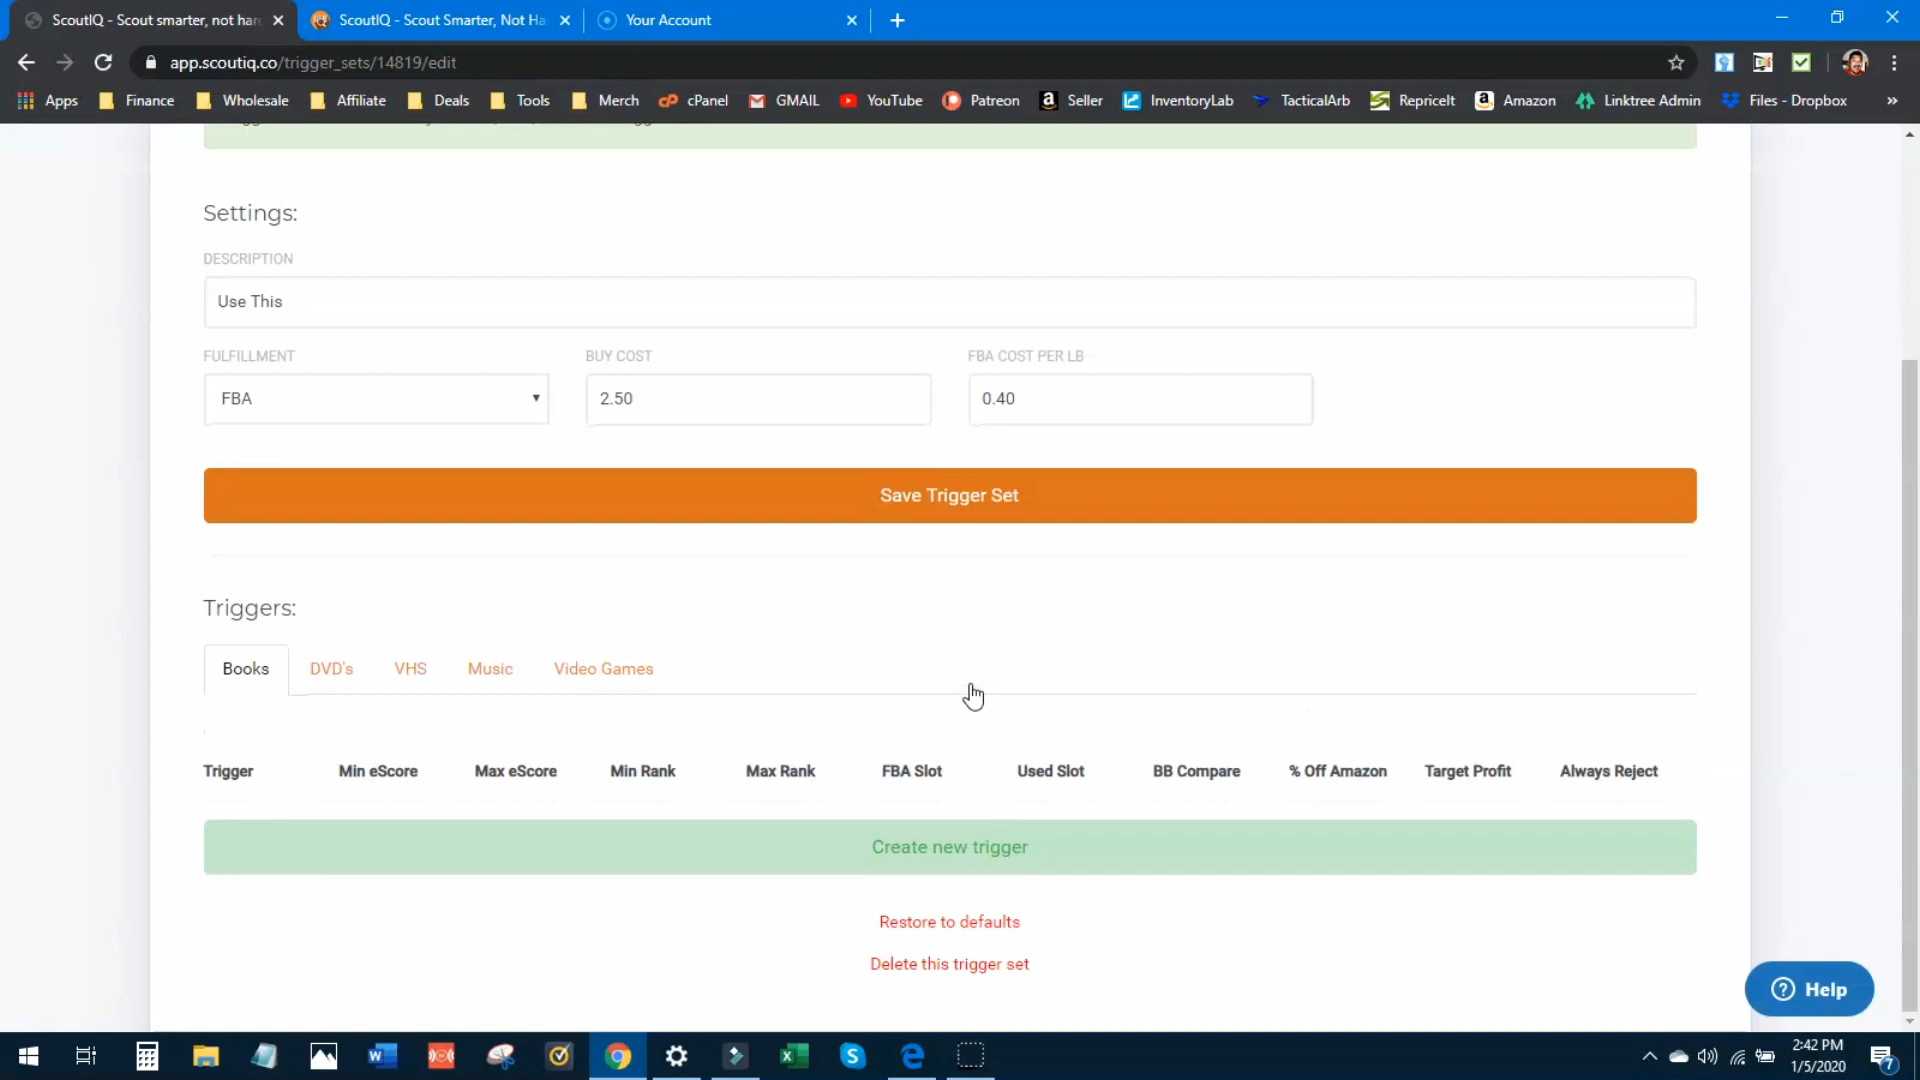 ScoutIQ - Scout smarter, not har
ScoutIQ - Scout Smarter, Not Ha
Your Account
app.scoutiq.co/trigger_sets/14819/edit
Apps Finance Wholesale Affiliate Deals Tools Merch cPanel GMAIL YouTube Patreon Seller InventoryLab TacticalArb Repricelt Amazon Linktree Admin Files - Dropbox »
Settings:
DESCRIPTION
Use This
FULFILLMENT BUY COST FBA COST PER LB
FBA 2.50 0.40
Save Trigger Set
Triggers:
Books DVD's VHS Music Video Games
Trigger Min eScore Max eScore Min Rank Max Rank FBA Slot Used Slot BB Compare % Off Amazon Target Profit Always Reject
Create new trigger
Restore to defaults
Delete this trigger set
Help
2:42 PM
1/5/2020
7